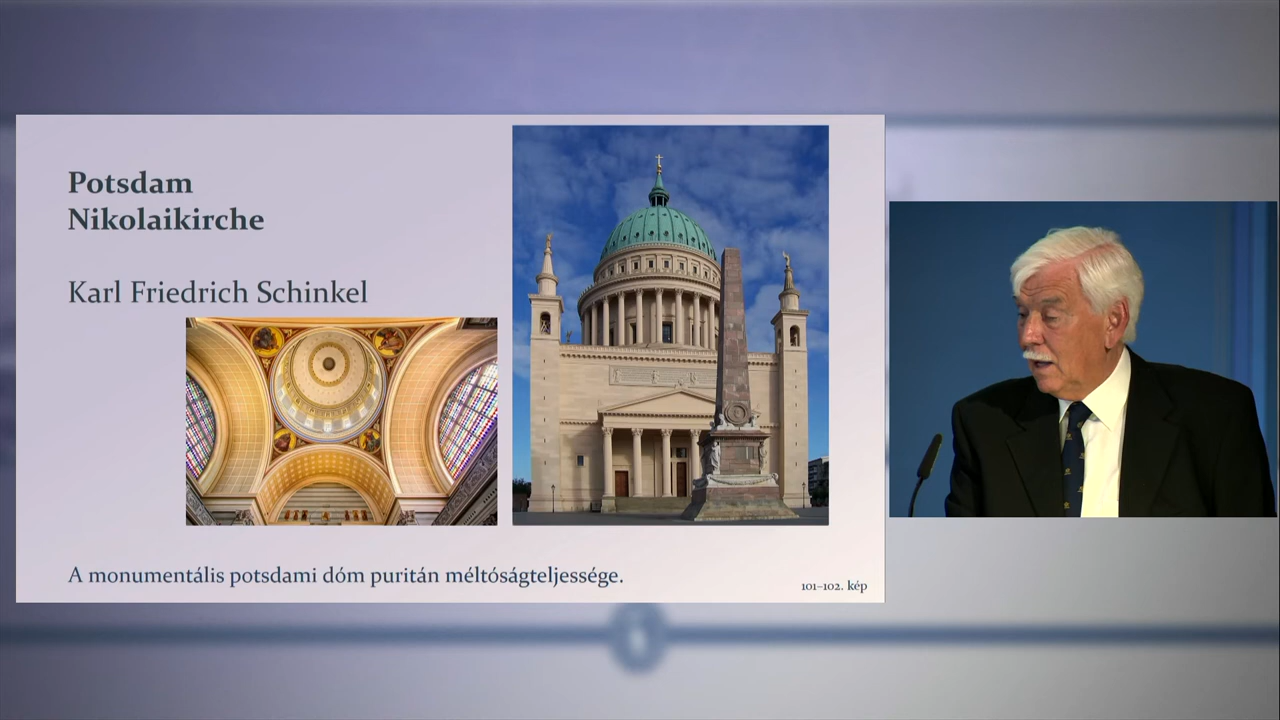 Potsdam
Nikolaikirche
Karl Friedrich Schinkel
A monumentális potsdami dóm puritán méltóságteljessége.
101–102. kép